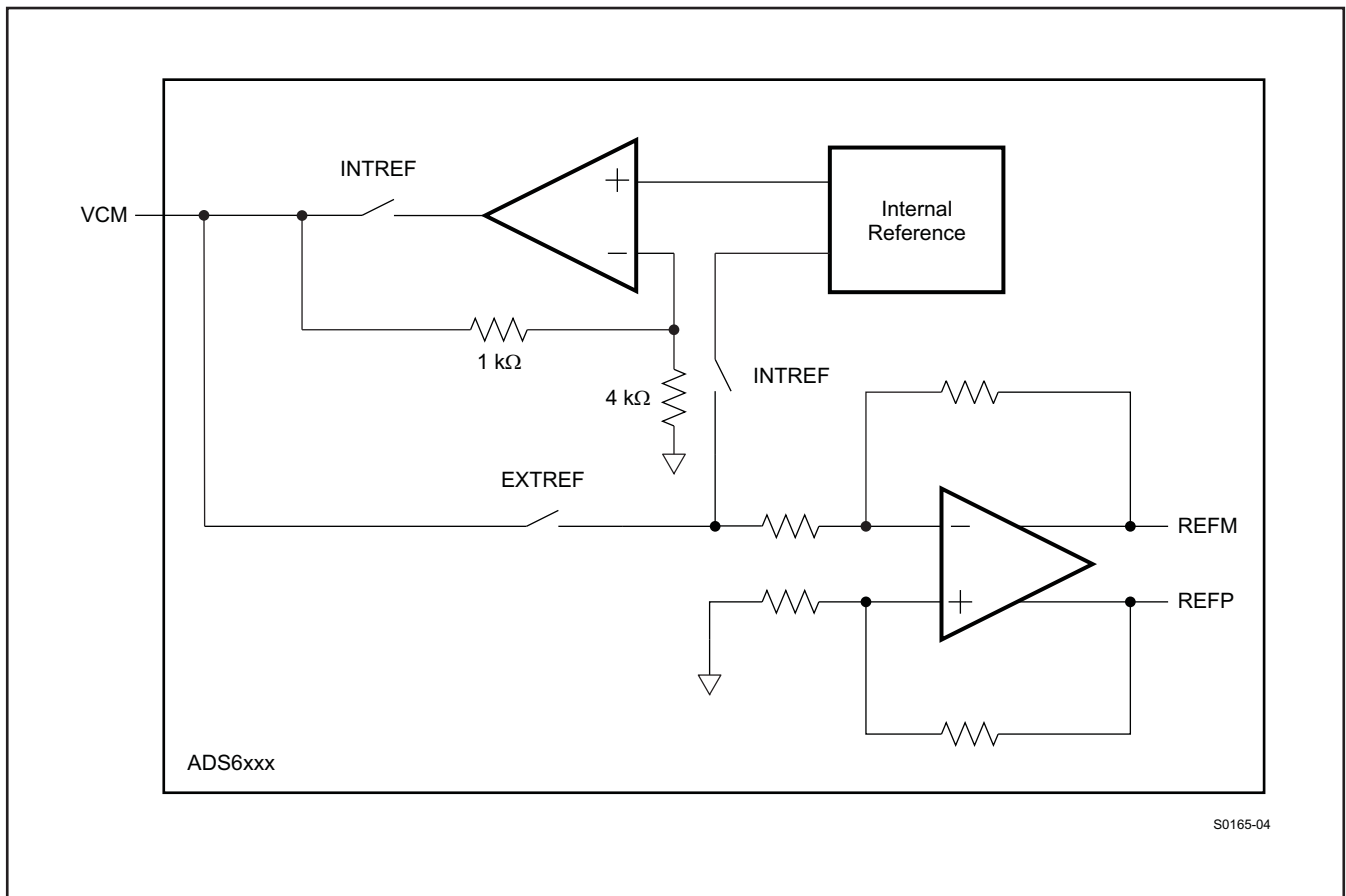 INTREF
VCM
+
−
Internal
Reference
1 kΩ
4 kΩ
INTREF
EXTREF
−
REFM
+
REFP
ADS6xxx
S0165-04